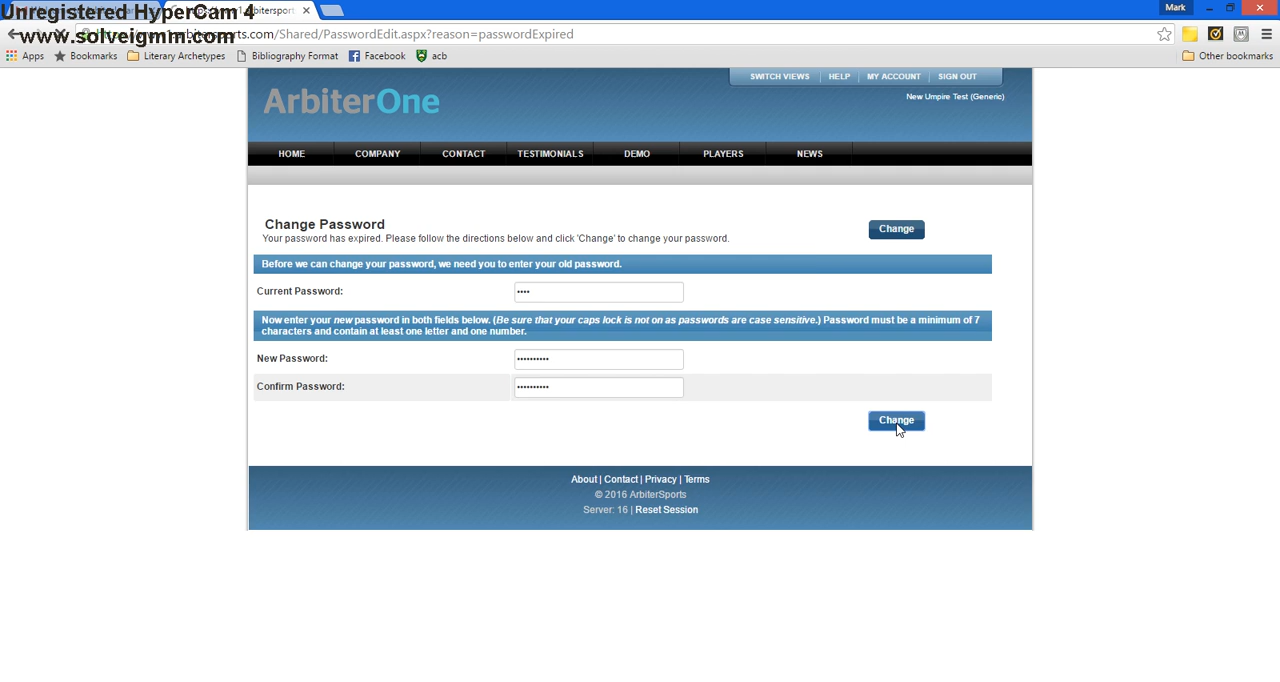 Unregistered HyperCam 4
www.solveigmm.com
Mark
/Shared/PasswordEdit.aspx?reason=passwordExpired
Apps Bookmarks Literary Archetypes Bibliography Format Facebook acb Other bookmarks
SWITCH VIEWS HELP MY ACCOUNT SIGN OUT
ArbiterOne
New Umpire Test (Generic)
HOME COMPANY CONTACT TESTIMONIALS DEMO PLAYERS NEWS
Change Password
Change
Your password has expired. Please follow the directions below and click 'Change' to change your password.
Before we can change your password, we need you to enter your old password.
Current Password: ••••
Now enter your new password in both fields below. (Be sure that your caps lock is not on as passwords are case sensitive.) Password must be a minimum of 7
characters and contain at least one letter and one number.
New Password: ••••••••••
Confirm Password: ••••••••••
Change
About | Contact | Privacy | Terms
© 2016 ArbiterSports
Server: 16 | Reset Session